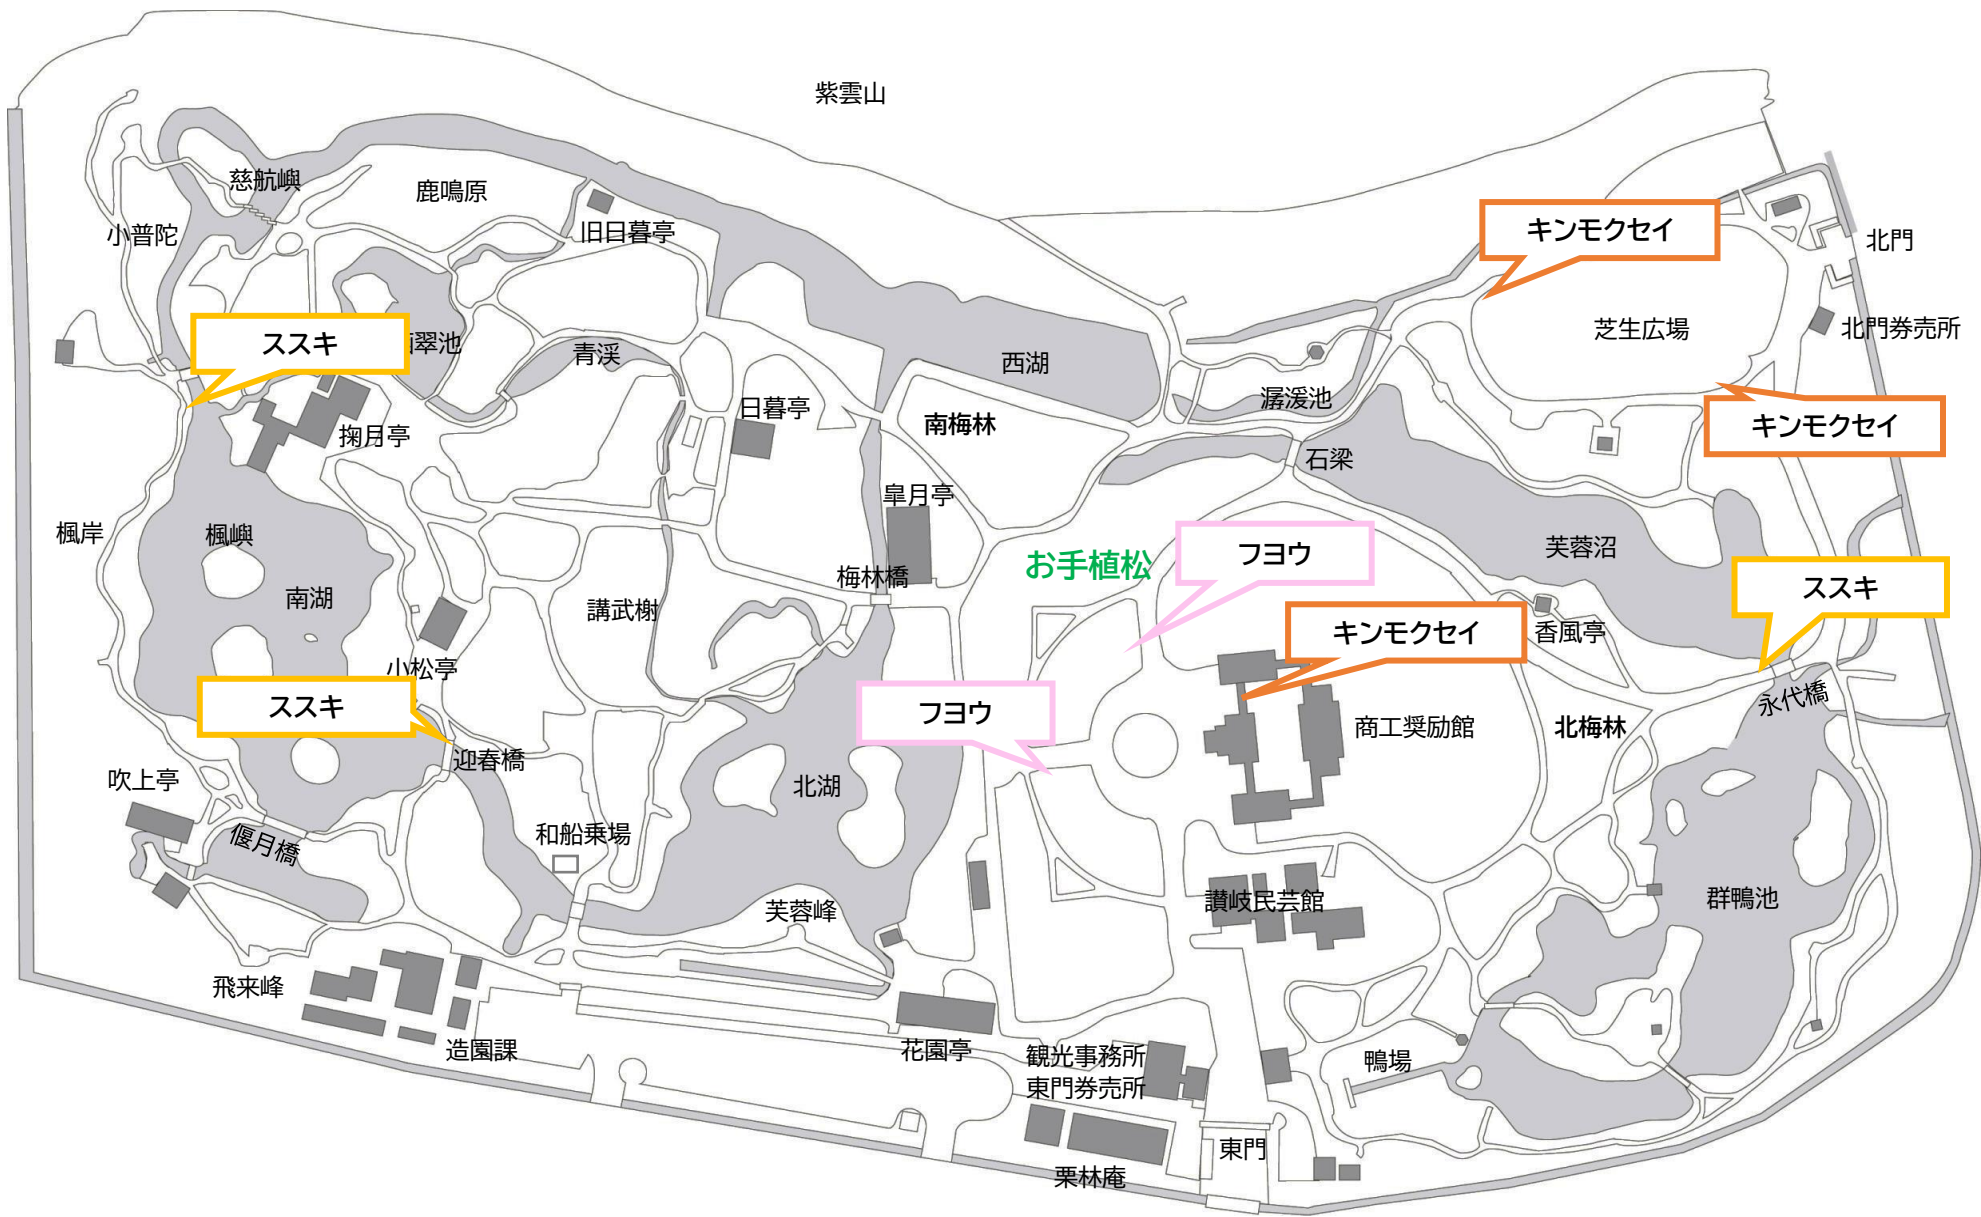 紫雲山
慈航嶼
鹿鳴原
小普陀
旧日暮亭
キンモクセイ
北門
芝生広場
北門券売所
ススキ
翠池
青渓
西湖
潺湲池
日暮亭
南梅林
キンモクセイ
掬月亭
石梁
皐月亭
楓岸
楓嶼
お手植松
フヨウ
芙蓉沼
梅林橋
南湖
講武榭
ススキ
キンモクセイ
香風亭
小松亭
ススキ
フヨウ
永代橋
商工奨励館
北梅林
迎春橋
吹上亭
北湖
偃月橋
和船乗場
讃岐民芸館
群鴨池
芙蓉峰
飛来峰
造園課
花園亭
観光事務所
東門券売所
鴨場
東門
栗林庵